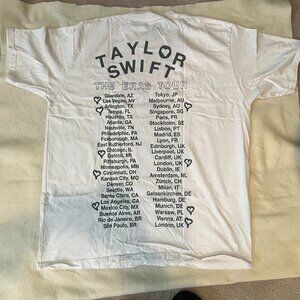 TAYLOR
SWIFT
THE ERAS TOUR
Glendale, AZ
Las Vegas, NV
Arlington, TX
Tampa, FL
Houston, TX
Atlanta, GA
Nashville, TN
Philadelphia, WA
Foxborough, MA
East Rutherford, NJ
Chicago, IL
Detroit, MI
Pittsburgh, PA
Minneapolis, MN
Cincinnati, OH
Kansas City, MO
Denver, CO
Seattle, WA
Santa Clara, CA
Los Angeles, CA
Mexico City, MX
Buenos Aires, AR
Rio de Janeiro, BR
São Paulo, BR
Tokyo, JP
Melbourne, AU
Sydney, AU
Singapore, SG
Paris, FR
Stockholm, SE
Lisbon, PT
Madrid, ES
Lyon, FR
Edinburgh, UK
Liverpool, UK
Cardiff, UK
London, UK
Dublin, IE
Amsterdam, NL
Zürich, CH
Milan, IT
Gelsenkirchen, DE
Hamburg, DE
Munich, DE
Warsaw, PL
Vienna, AT
London, UK